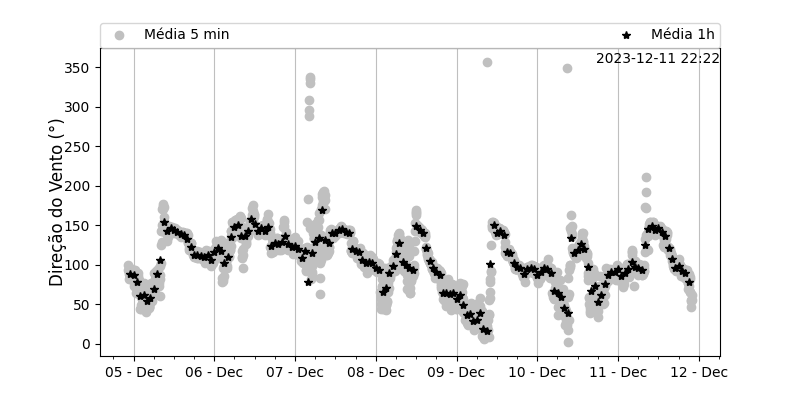 Média 5 min
Média 1h
2023-12-11 22:22
Direção do Vento (°)
350
300
250
200
150
100
50
0
05 - Dec
06 - Dec
07 - Dec
08 - Dec
09 - Dec
10 - Dec
11 - Dec
12 - Dec